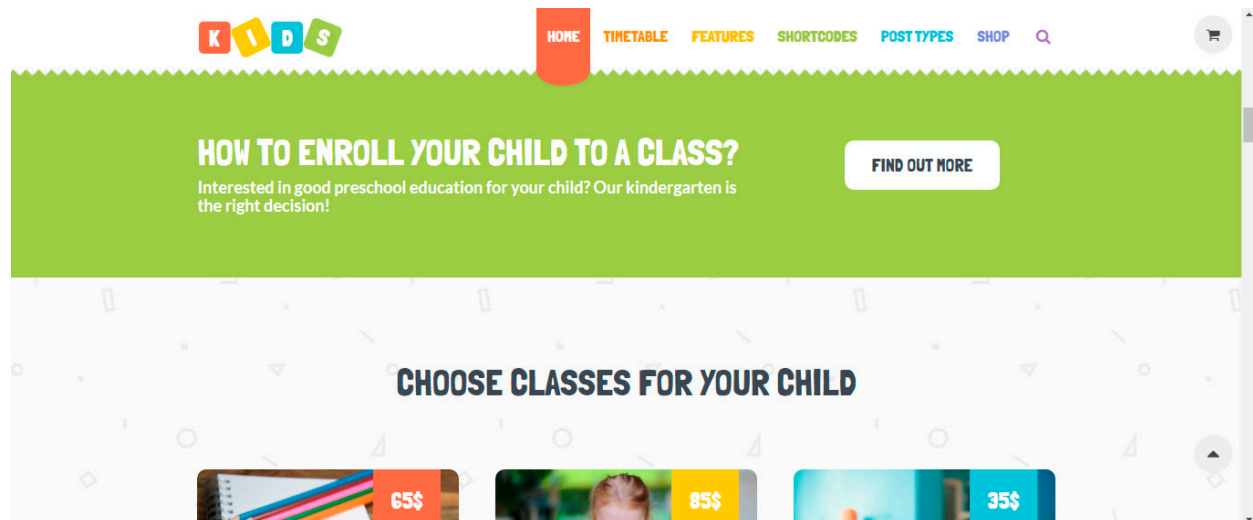 KIDS
HOME TIMETABLE FEATURES SHORTCODES POST TYPES SHOP
HOW TO ENROLL YOUR CHILD TO A CLASS?
Interested in good preschool education for your child? Our kindergarten is
the right decision!
FIND OUT MORE
CHOOSE CLASSES FOR YOUR CHILD
65$ 85$ 35$